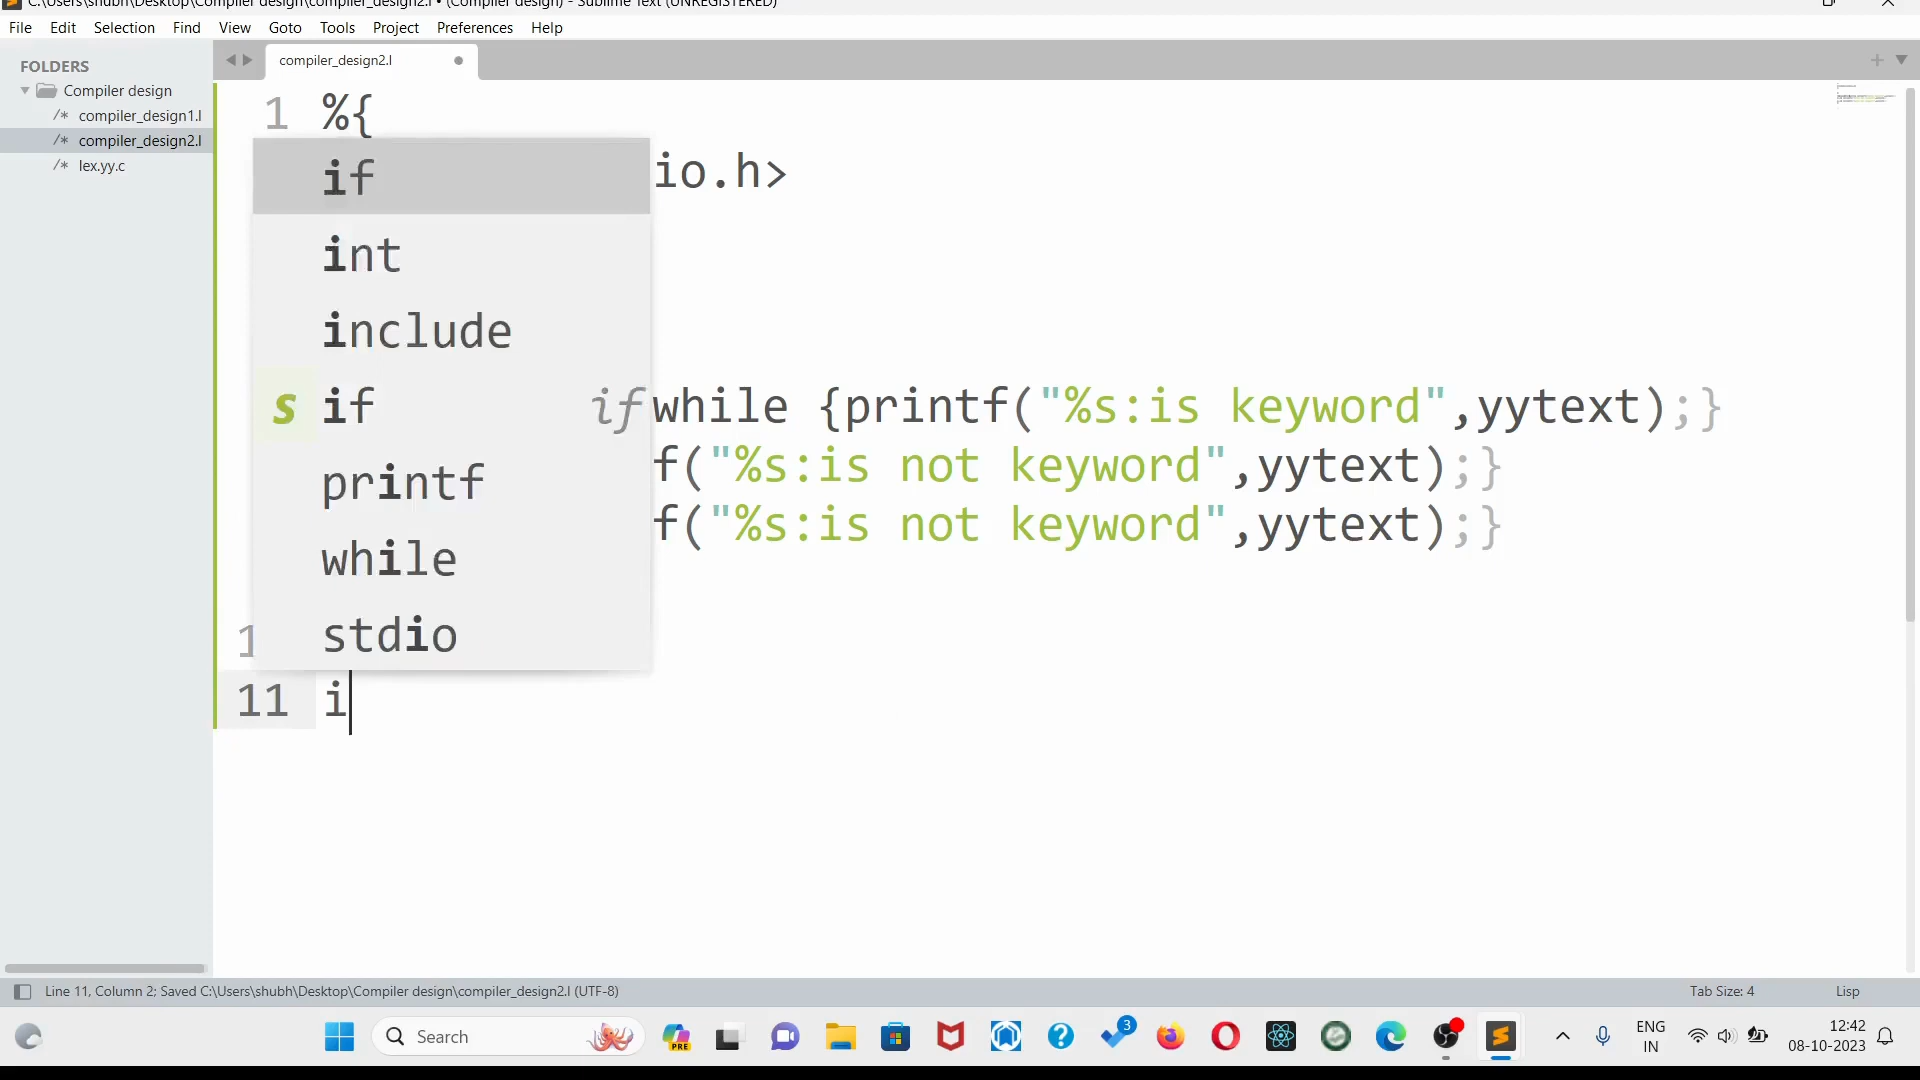 C:\Users\shubh\Desktop\Compiler design\compiler_design2.l • (Compiler design) - Sublime Text (UNREGISTERED)
File Edit Selection Find View Goto Tools Project Preferences Help
FOLDERS
Compiler design
/* compiler_design1.l
/* compiler_design2.l
/* lex.yy.c
compiler_design2.l
1 %{
io.h>
if
int
include
s if if
printf
while
stdio
while {printf("%s:is keyword",yytext);}
f("%s:is not keyword",yytext);}
f("%s:is not keyword",yytext);}
1
11 i
Line 11, Column 2; Saved C:\Users\shubh\Desktop\Compiler design\compiler_design2.l (UTF-8)
Tab Size: 4
Lisp
Search
PRE
3
ENG
IN
12:42
08-10-2023